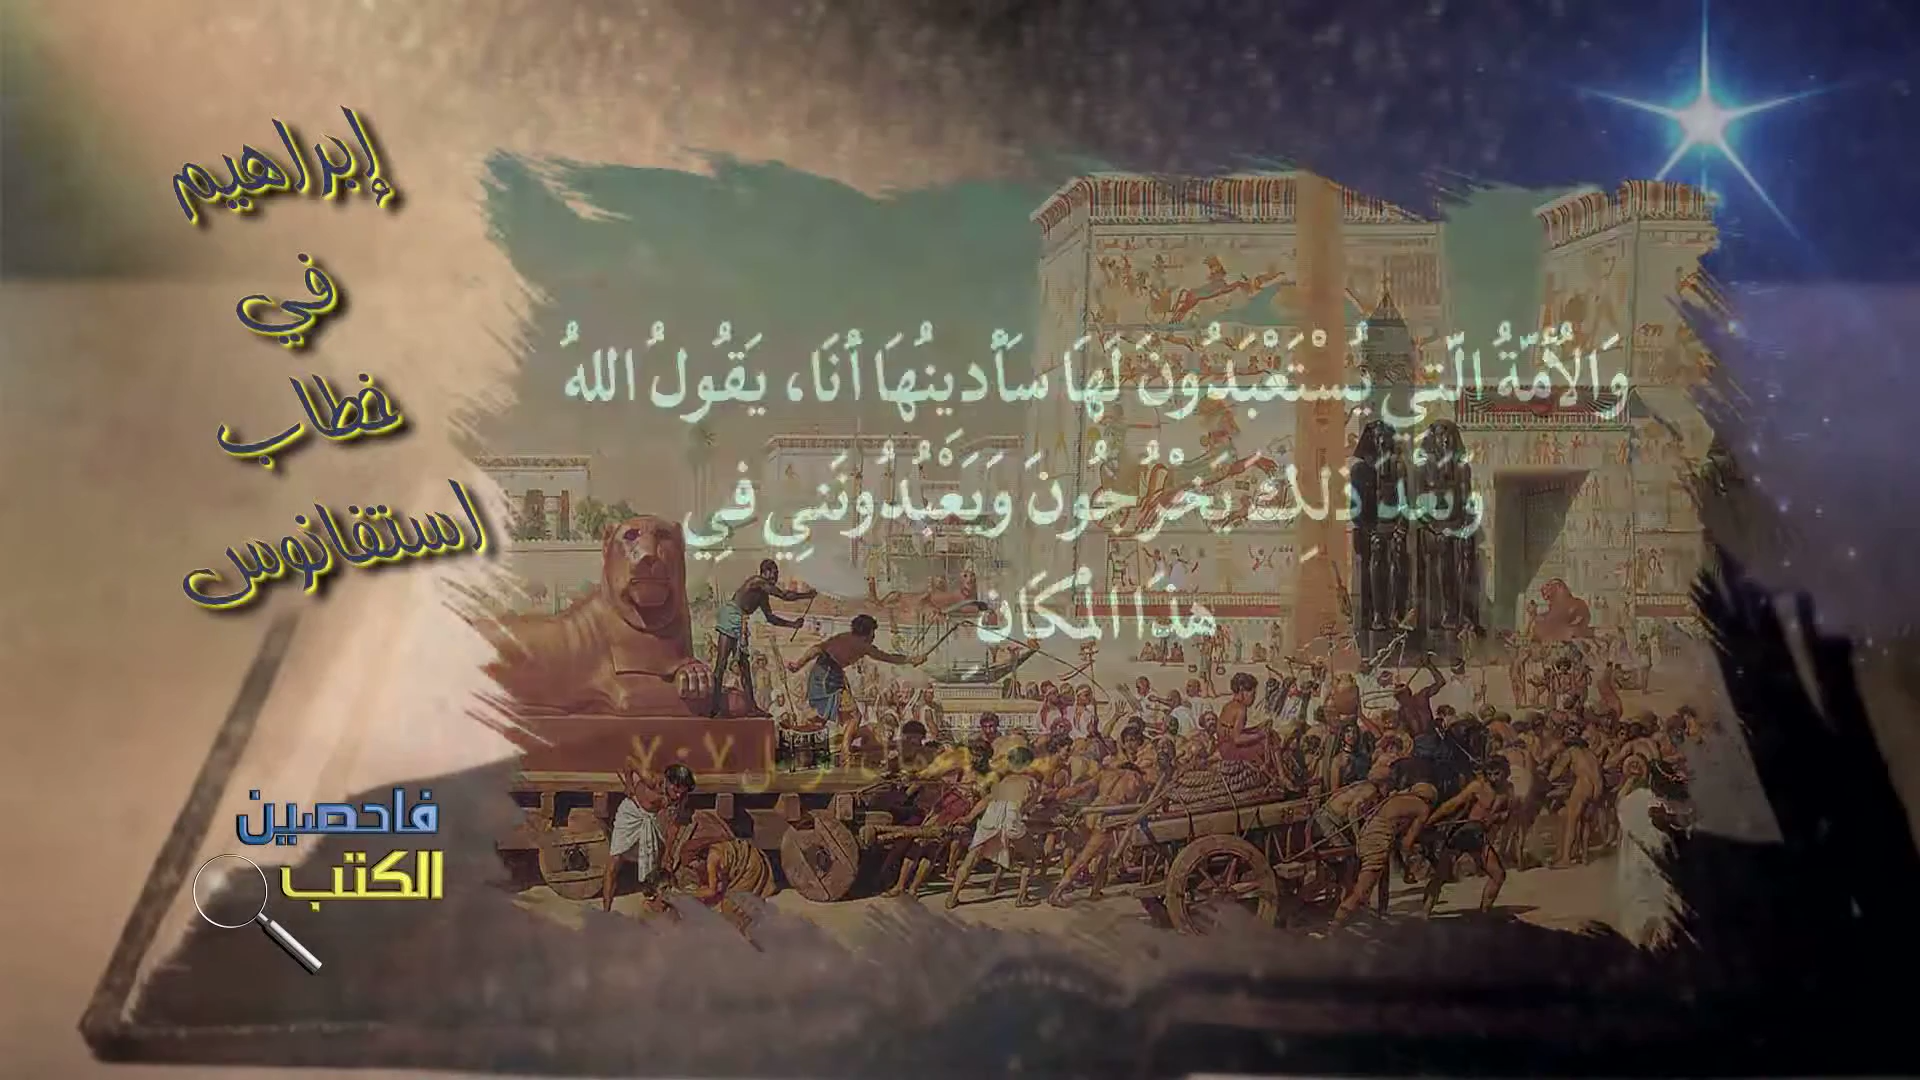 إبراهيم
في
خطاب
استفانوس
وَالأُمَّةُ الَّتِي يُسْتَعْبَدُونَ لَهَا سَأَدِينُهَا أَنَا، يَقُولُ اللهُ
وَبَعْدَ ذلِكَ يَخْرُجُونَ وَيَعْبُدُونَنِي فِي
هذَا الْمَكَانِ
فاحصين
الكتب